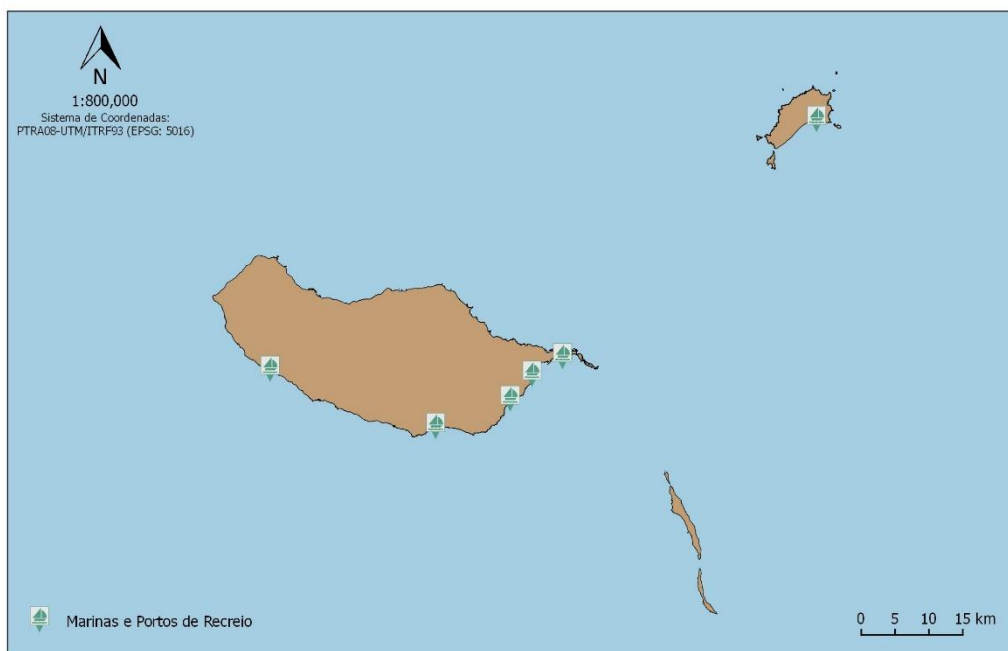 N
1:800,000
Sistema de Coordenadas:
PTRA08-UTM/ITRF93 (EPSG: 5016)
Marinas e Portos de Recreio
0 5 10 15 km